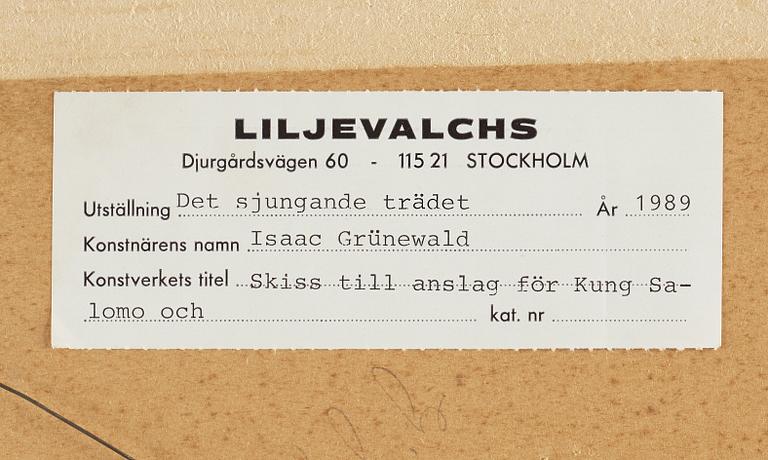 LILJEVALCHS
Djurgårdsvägen 60 - 115 21 STOCKHOLM
Utställning Det sjungande trädet År 1989
Konstnärens namn Isaac Grünewald
Konstverkets titel Skiss till anslag för Kung Sa-
lomo och kat. nr